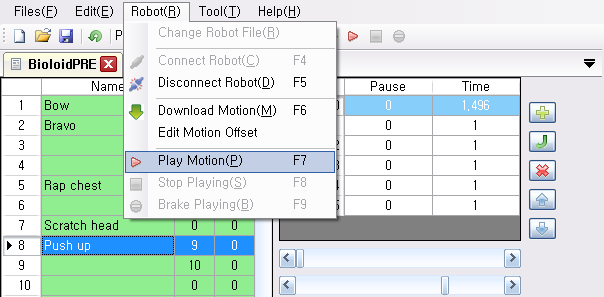 Files(F) Edit(E) Robot(R) Tool(T) Help(H)
Change Robot File(R)
Connect Robot(C) F4
BioloidPRE
Disconnect Robot(D) F5
Name Pause Time
Download Motion(M) F6
1 Bow 0 0 1,496
2 Bravo 0 1
Edit Motion Offset
3 0 1
Play Motion(P) F7
4 0 1
Stop Playing(S) F8
5 Rap chest 0 1
Brake Playing(B) F9
6 0 1
7 Scratch head 0 0
8 Push up 9 0
9 10 0
10 0 0